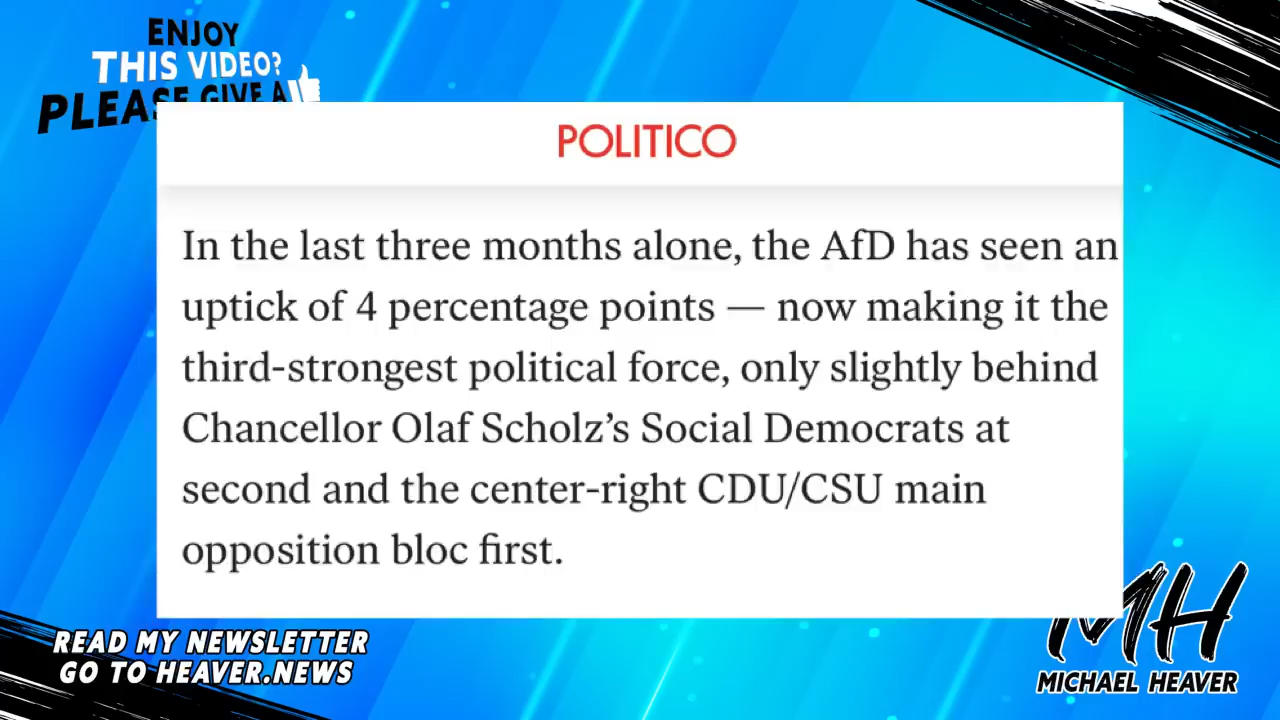 ENJOY
THIS VIDEO?
PLEASE GIVE A
POLITICO
In the last three months alone, the AfD has seen an
uptick of 4 percentage points — now making it the
third-strongest political force, only slightly behind
Chancellor Olaf Scholz’s Social Democrats at
second and the center-right CDU/CSU main
opposition bloc first.
READ MY NEWSLETTER
GO TO HEAVER.NEWS
MH
MICHAEL HEAVER